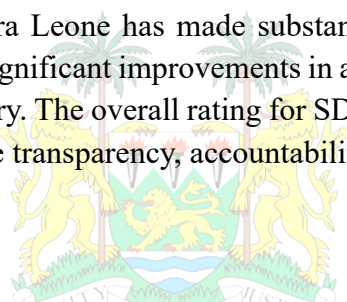 ra Leone has made substan
gnificant improvements in a
ry. The overall rating for SD
e transparency, accountabili